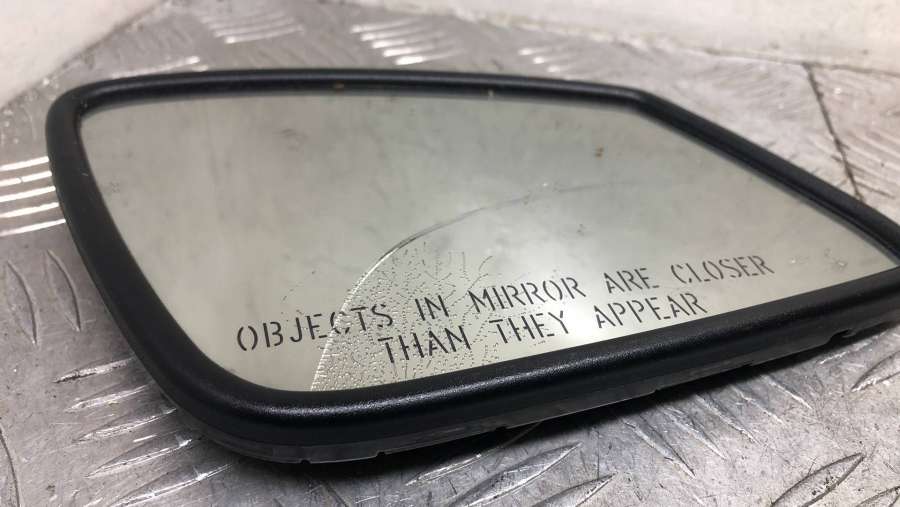 OBJECTS IN MIRROR ARE CLOSER
THAN THEY APPEAR